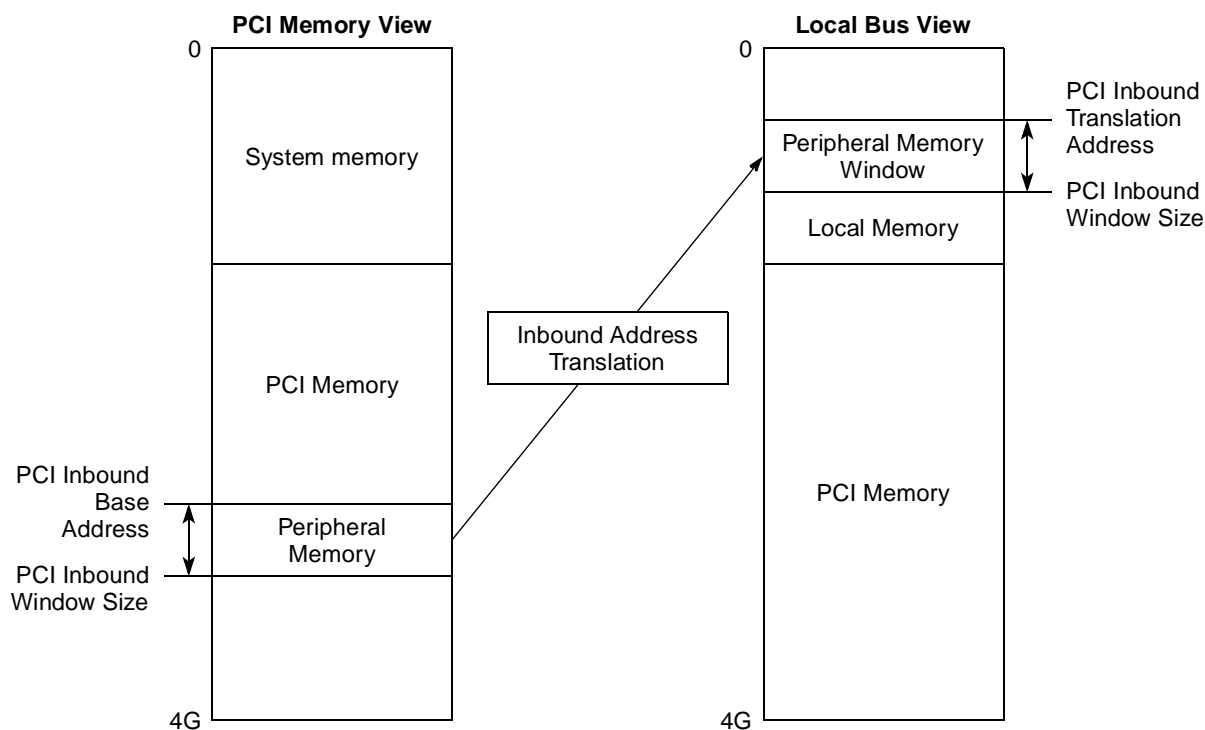 PCI Memory View
0
System memory
PCI Memory
PCI Inbound
Base
Address
Peripheral
Memory
PCI Inbound
Window Size
4G
Inbound Address
Translation
Local Bus View
0
Peripheral Memory
Window
Local Memory
PCI Memory
4G
PCI Inbound
Translation
Address
PCI Inbound
Window Size